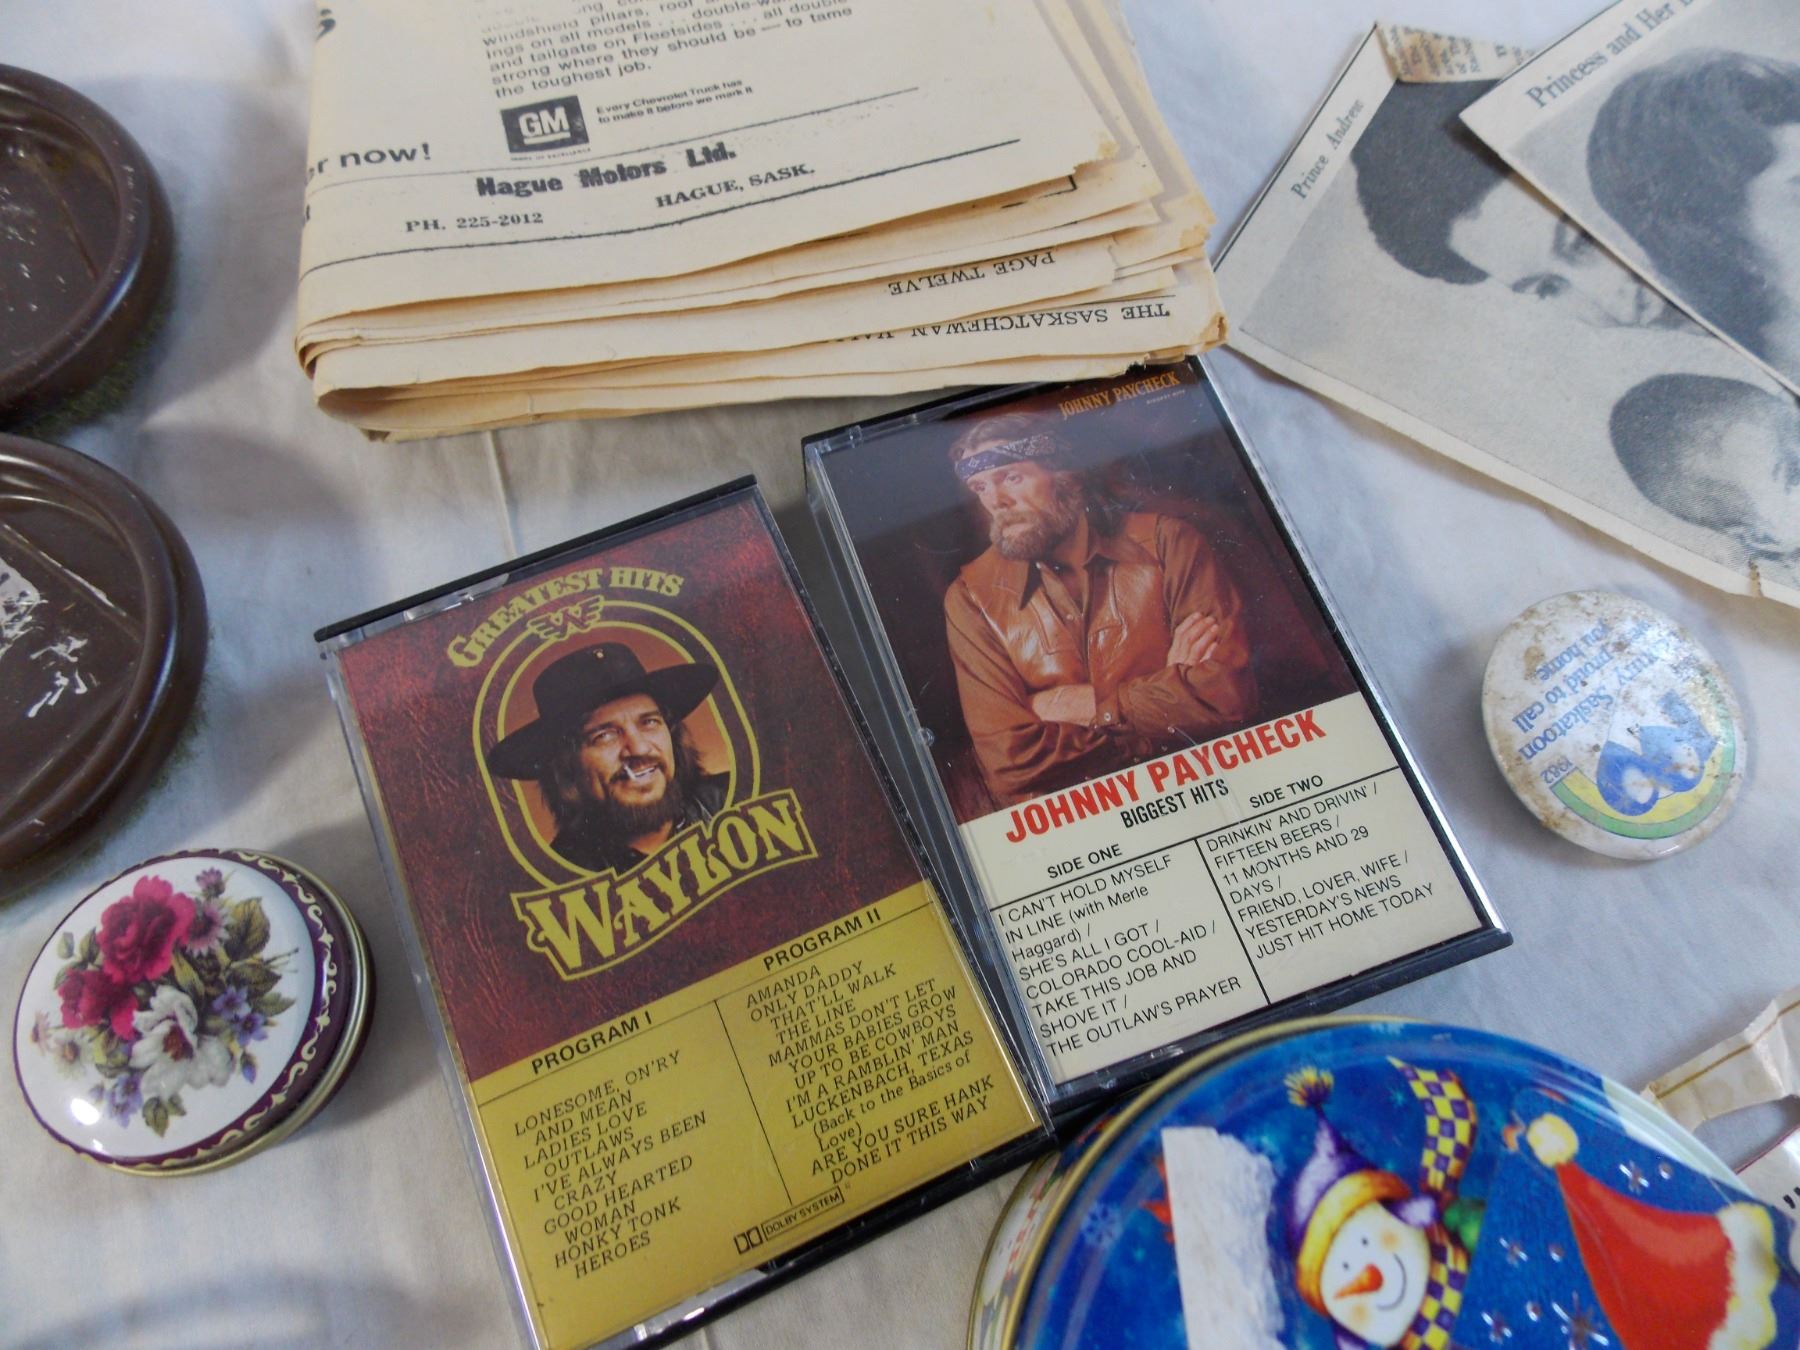 windshield pillars, roof
ings on all models . . . double-wall
and tailgate on Fleetsides . . . all double
strong where they should be — to tame
the toughest job.
GM
Every Chevrolet Truck has
to make it before we mark it
now!
Hague Motors Ltd.
HAGUE, SASK.
PH. 225-2012
PAGE TWELVE
THE SASKATCHEWAN
Prince Andrew
Princess and Her
GREATEST HITS
W
WAYLON
PROGRAM I
LONESOME, ON'RY
AND MEAN
LADIES LOVE
OUTLAWS
I'VE ALWAYS BEEN
CRAZY
GOOD HEARTED
WOMAN
HONKY TONK
HEROES
PROGRAM II
AMANDA
ONLY DADDY
THAT'LL WALK
THE LINE
MAMMAS DON'T LET
YOUR BABIES GROW
UP TO BE COWBOYS
I'M A RAMBLIN' MAN
LUCKENBACH, TEXAS
(Back to the Basics of
Love)
ARE YOU SURE HANK
DONE IT THIS WAY
DOLBY SYSTEM
JOHNNY PAYCHECK
BIGGEST HITS
JOHNNY PAYCHECK
BIGGEST HITS
SIDE ONE
I CAN'T HOLD MYSELF
IN LINE (with Merle
Haggard) /
SHE'S ALL I GOT /
COLORADO COOL-AID /
TAKE THIS JOB AND
SHOVE IT /
THE OUTLAW'S PRAYER
SIDE TWO
DRINKIN' AND DRIVIN' /
FIFTEEN BEERS /
11 MONTHS AND 29
DAYS /
FRIEND, LOVER, WIFE /
YESTERDAY'S NEWS
JUST HIT HOME TODAY
Saskatoon
proud to call
you home
1982